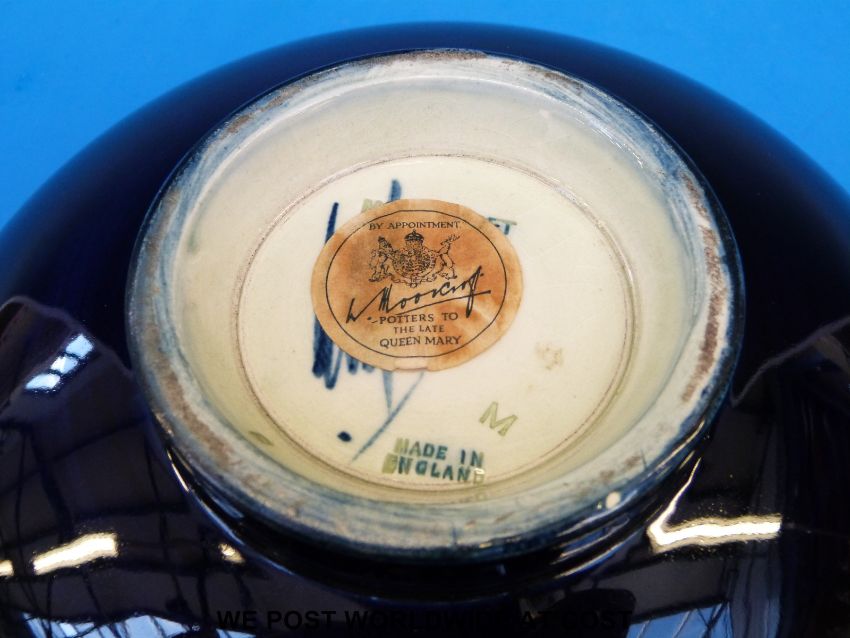 BY APPOINTMENT
W. Moorcroft
POTTERS TO
THE LATE
QUEEN MARY
M
MADE IN
ENGLAND
WE POST WORLDWIDE AT COST